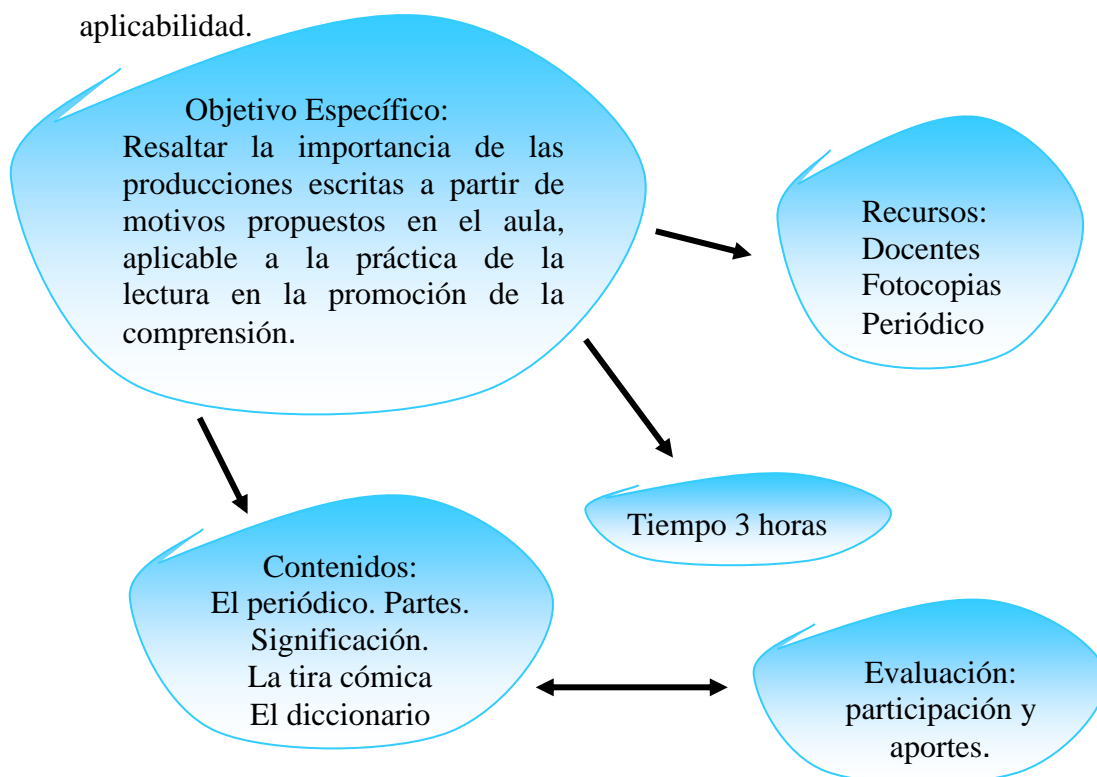 aplicabilidad.
Objetivo Específico:
Resaltar la importancia de las
producciones escritas a partir de
motivos propuestos en el aula,
aplicable a la práctica de la
lectura en la promoción de la
comprensión.
Recursos:
Docentes
Fotocopias
Periódico
Tiempo 3 horas
Contenidos:
El periódico. Partes.
Significación.
La tira cómica
El diccionario
Evaluación:
participación y
aportes.